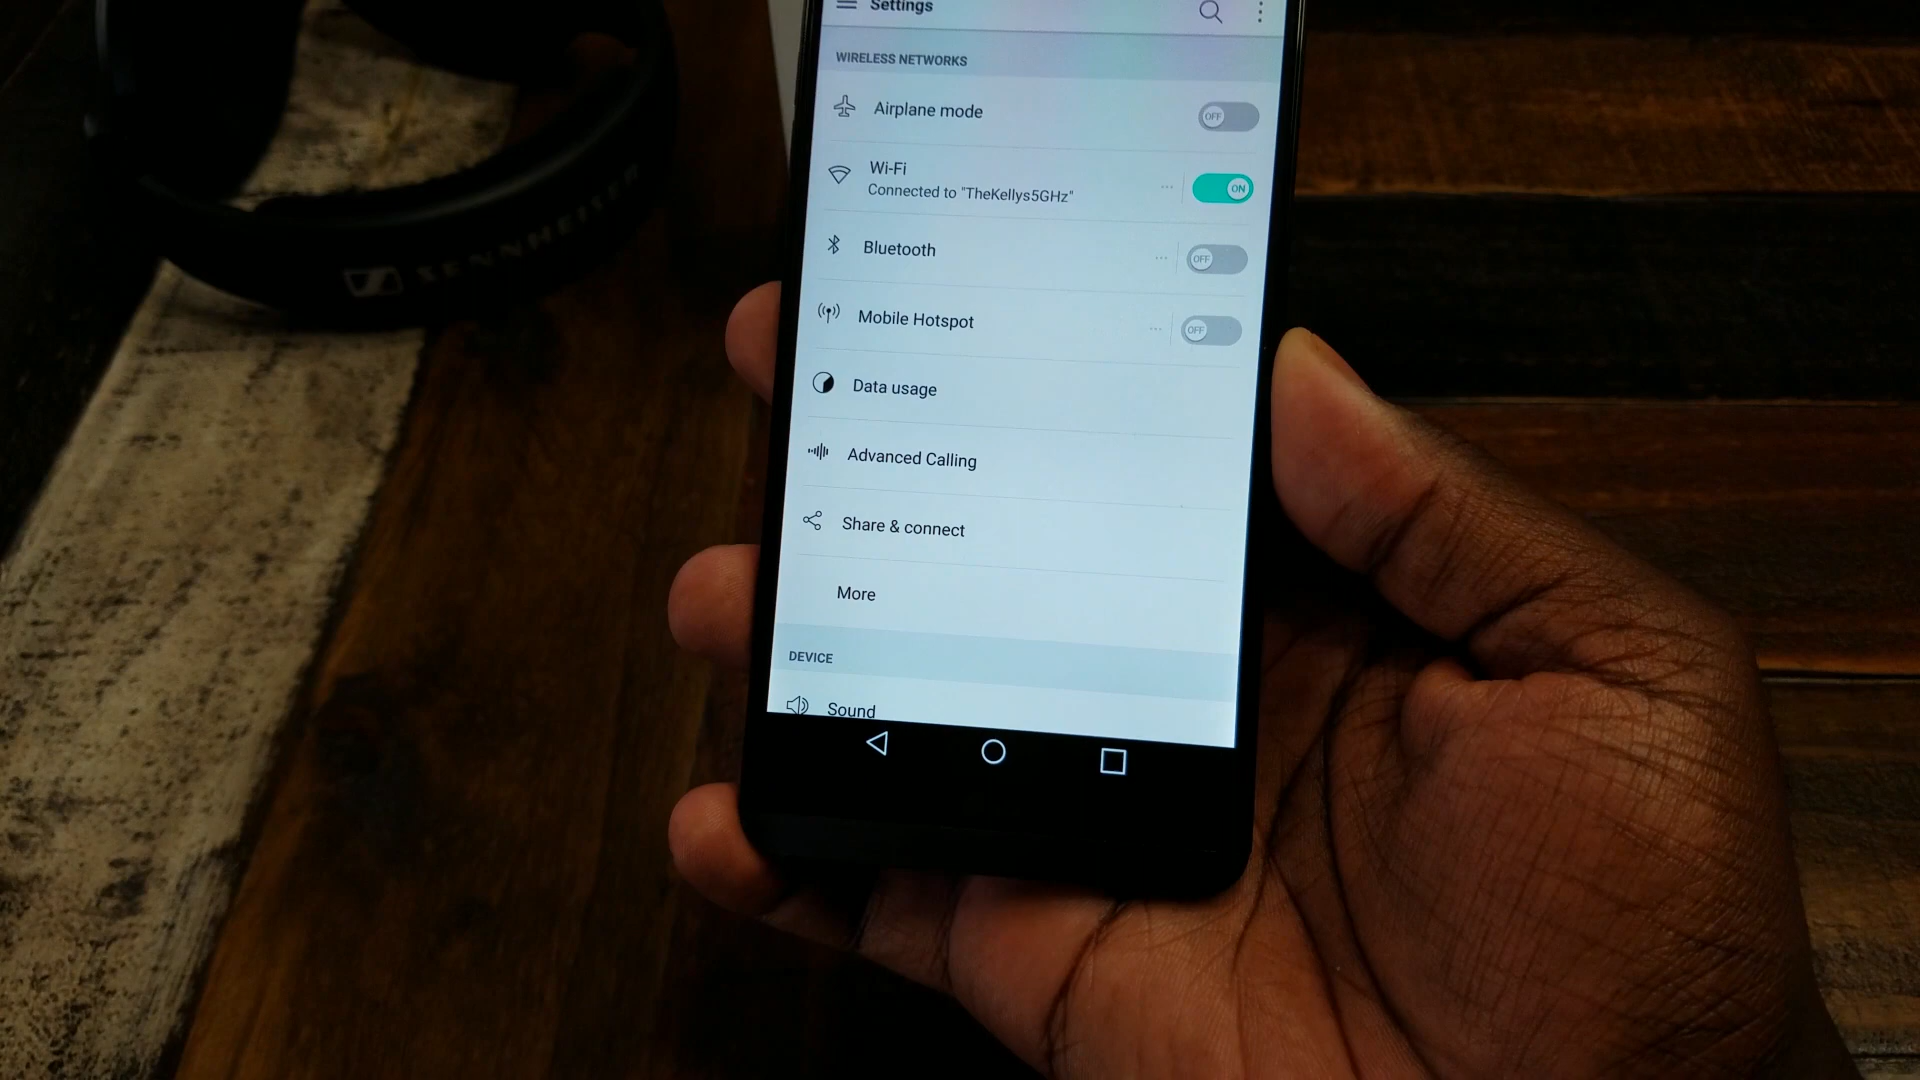 Settings
WIRELESS NETWORKS
Airplane mode
OFF
Wi-Fi
Connected to "TheKellys5GHz"
ON
Bluetooth
OFF
Mobile Hotspot
OFF
Data usage
Advanced Calling
Share & connect
More
DEVICE
Sound
SENNHEISER